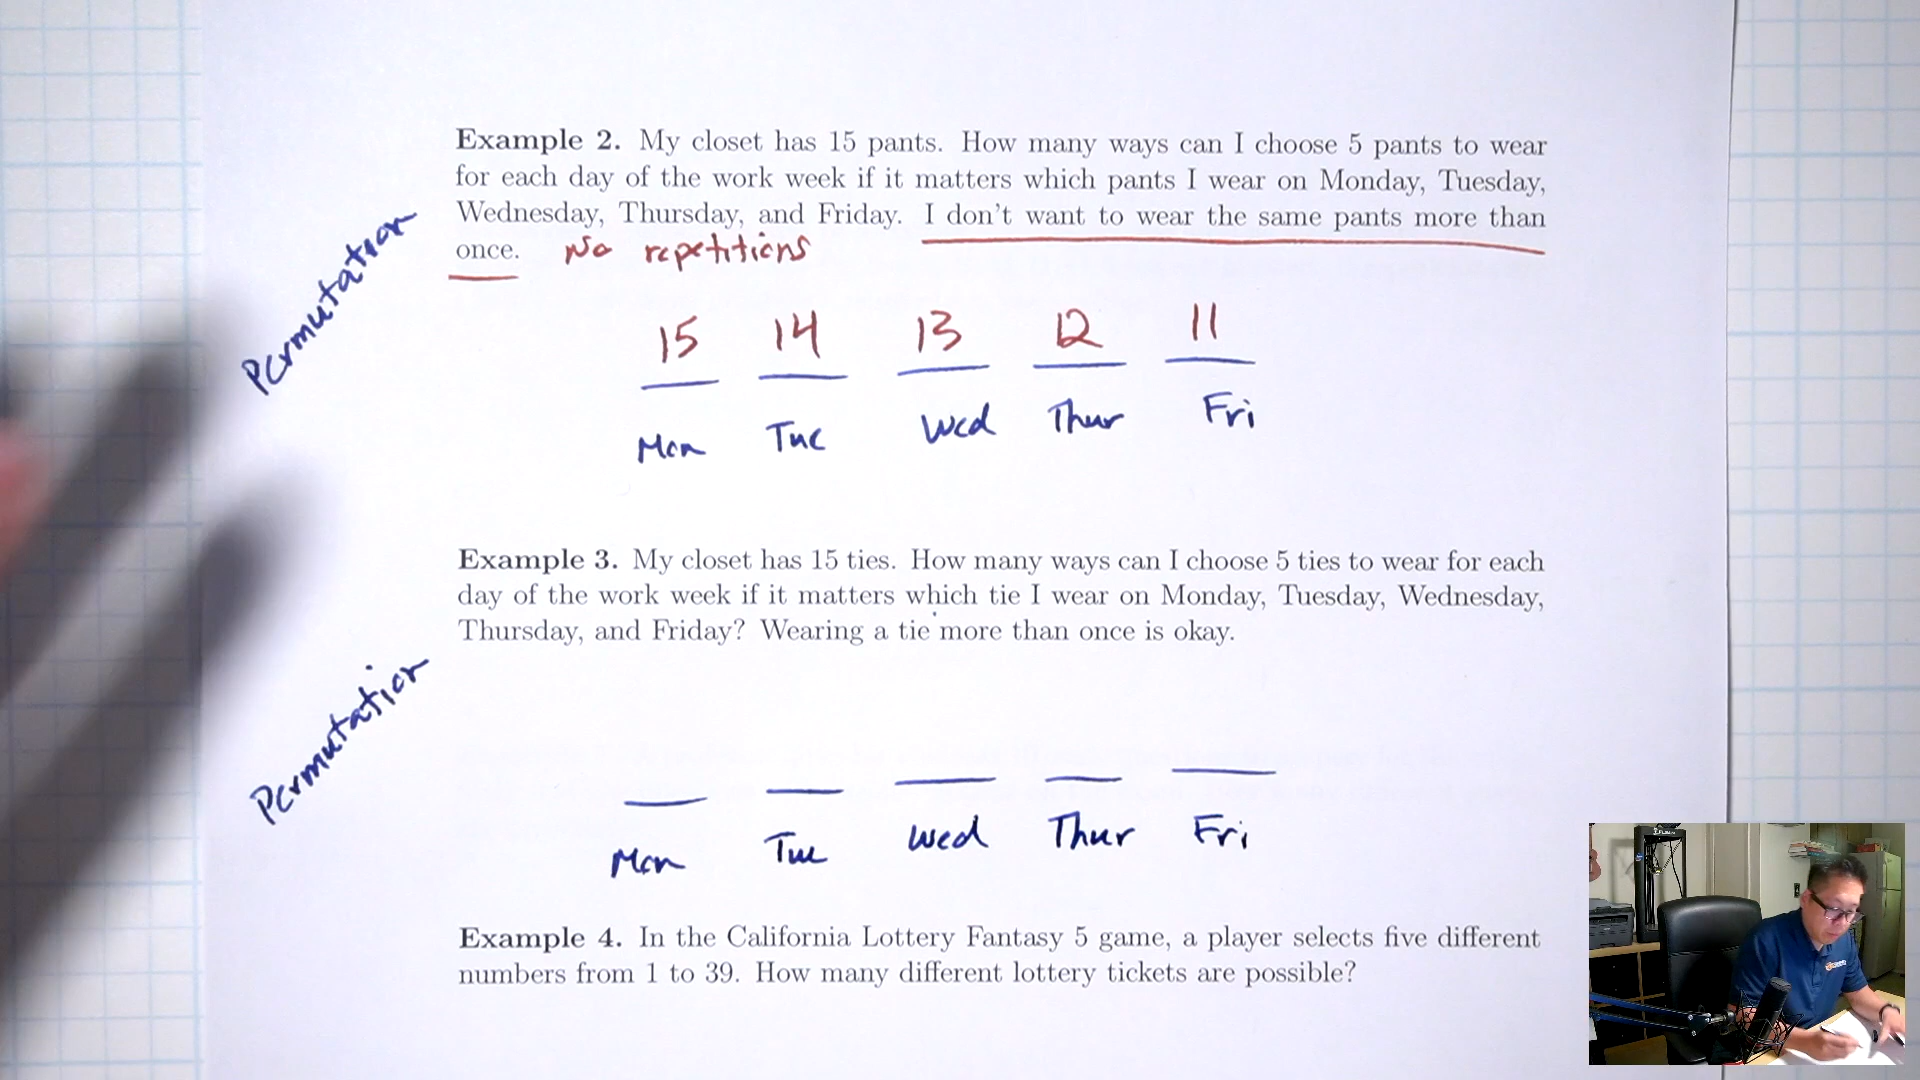 Example 2. My closet has 15 pants. How many ways can I choose 5 pants to wear
for each day of the work week if it matters which pants I wear on Monday, Tuesday,
Wednesday, Thursday, and Friday. I don't want to wear the same pants more than
once. No repetitions
Permutation
15 14 13 12 11
Mon Tue Wed Thur Fri
Example 3. My closet has 15 ties. How many ways can I choose 5 ties to wear for each
day of the work week if it matters which tie I wear on Monday, Tuesday, Wednesday,
Thursday, and Friday? Wearing a tie more than once is okay.
Permutation
Mon Tue Wed Thur Fri
Example 4. In the California Lottery Fantasy 5 game, a player selects five different
numbers from 1 to 39. How many different lottery tickets are possible?